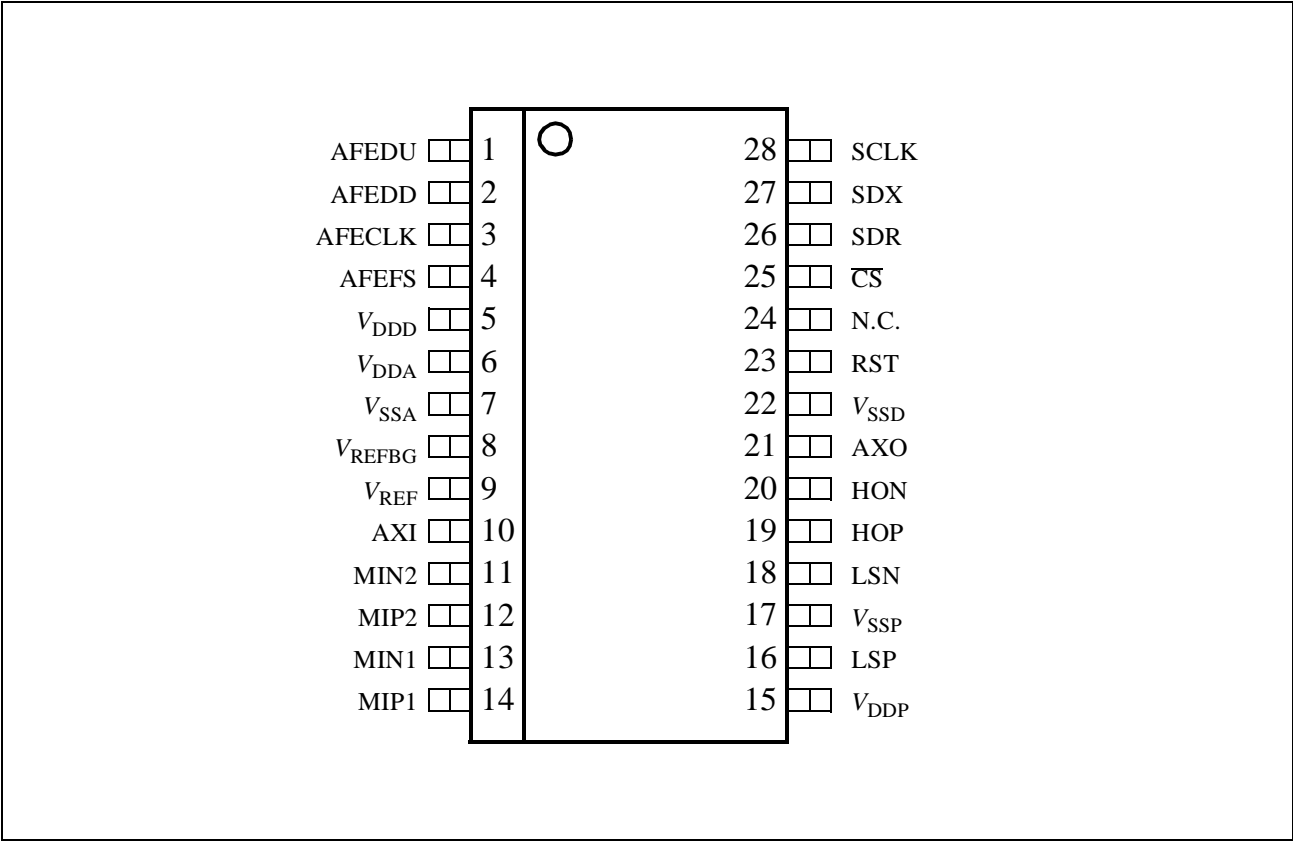 AFEDU 1 28 SCLK
AFEDD 2 27 SDX
AFECLK 3 26 SDR
AFEFS 4 25 C̅S̅
VDDD 5 24 N.C.
VDDA 6 23 RST
VSSA 7 22 VSSD
VREFBG 8 21 AXO
VREF 9 20 HON
AXI 10 19 HOP
MIN2 11 18 LSN
MIP2 12 17 VSSP
MIN1 13 16 LSP
MIP1 14 15 VDDP